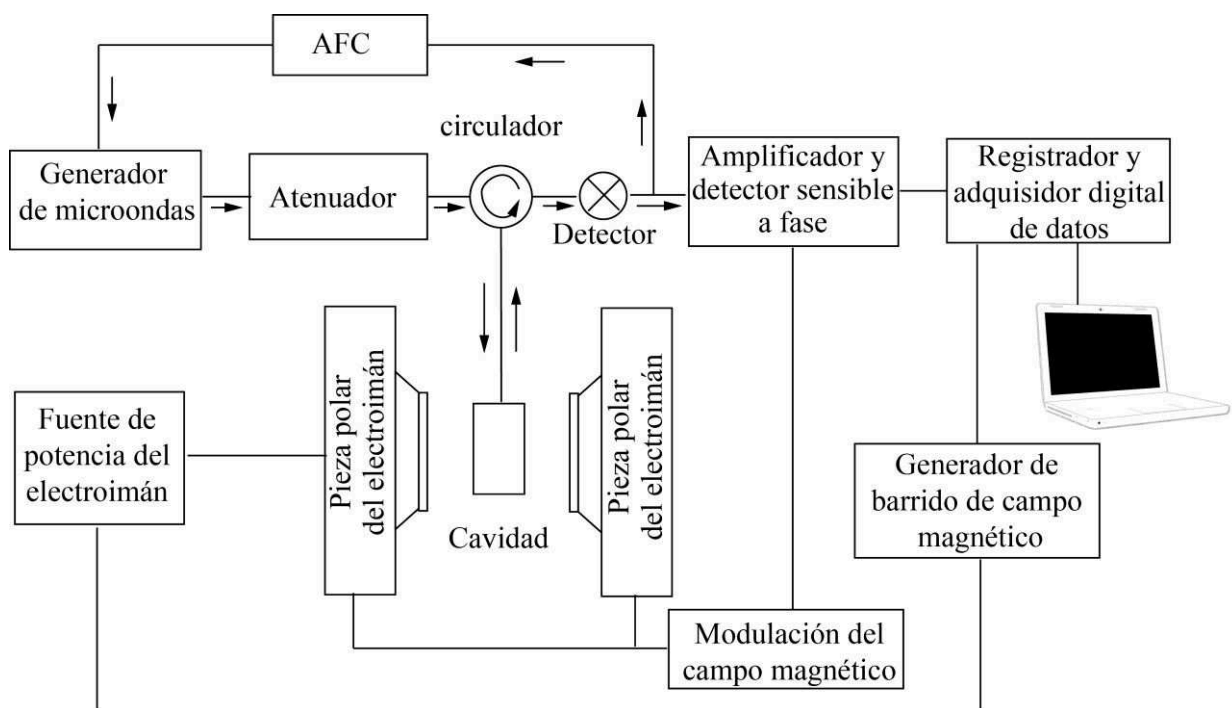 AFC
circulador
Generador
de microondas
Atenuador
Detector
Amplificador y
detector sensible
a fase
Registrador y
adquisidor digital
de datos
Fuente de
potencia del
electroimán
Pieza polar
del electroimán
Cavidad
Pieza polar
del electroimán
Generador de
barrido de campo
magnético
Modulación del
campo magnético